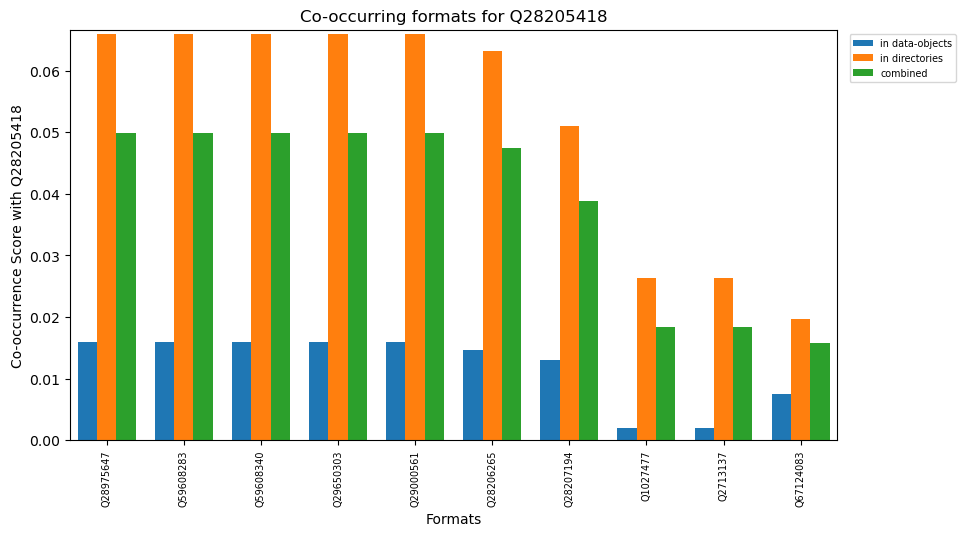 Co-occurring formats for Q28205418
in data-objects
in directories
combined
Co-occurrence Score with Q28205418
0.06
0.05
0.04
0.03
0.02
0.01
0.00
Q28975647
Q59608283
Q59608340
Q29650303
Q29000561
Q28206265
Q28207194
Q1027477
Q2713137
Q67124083
Formats